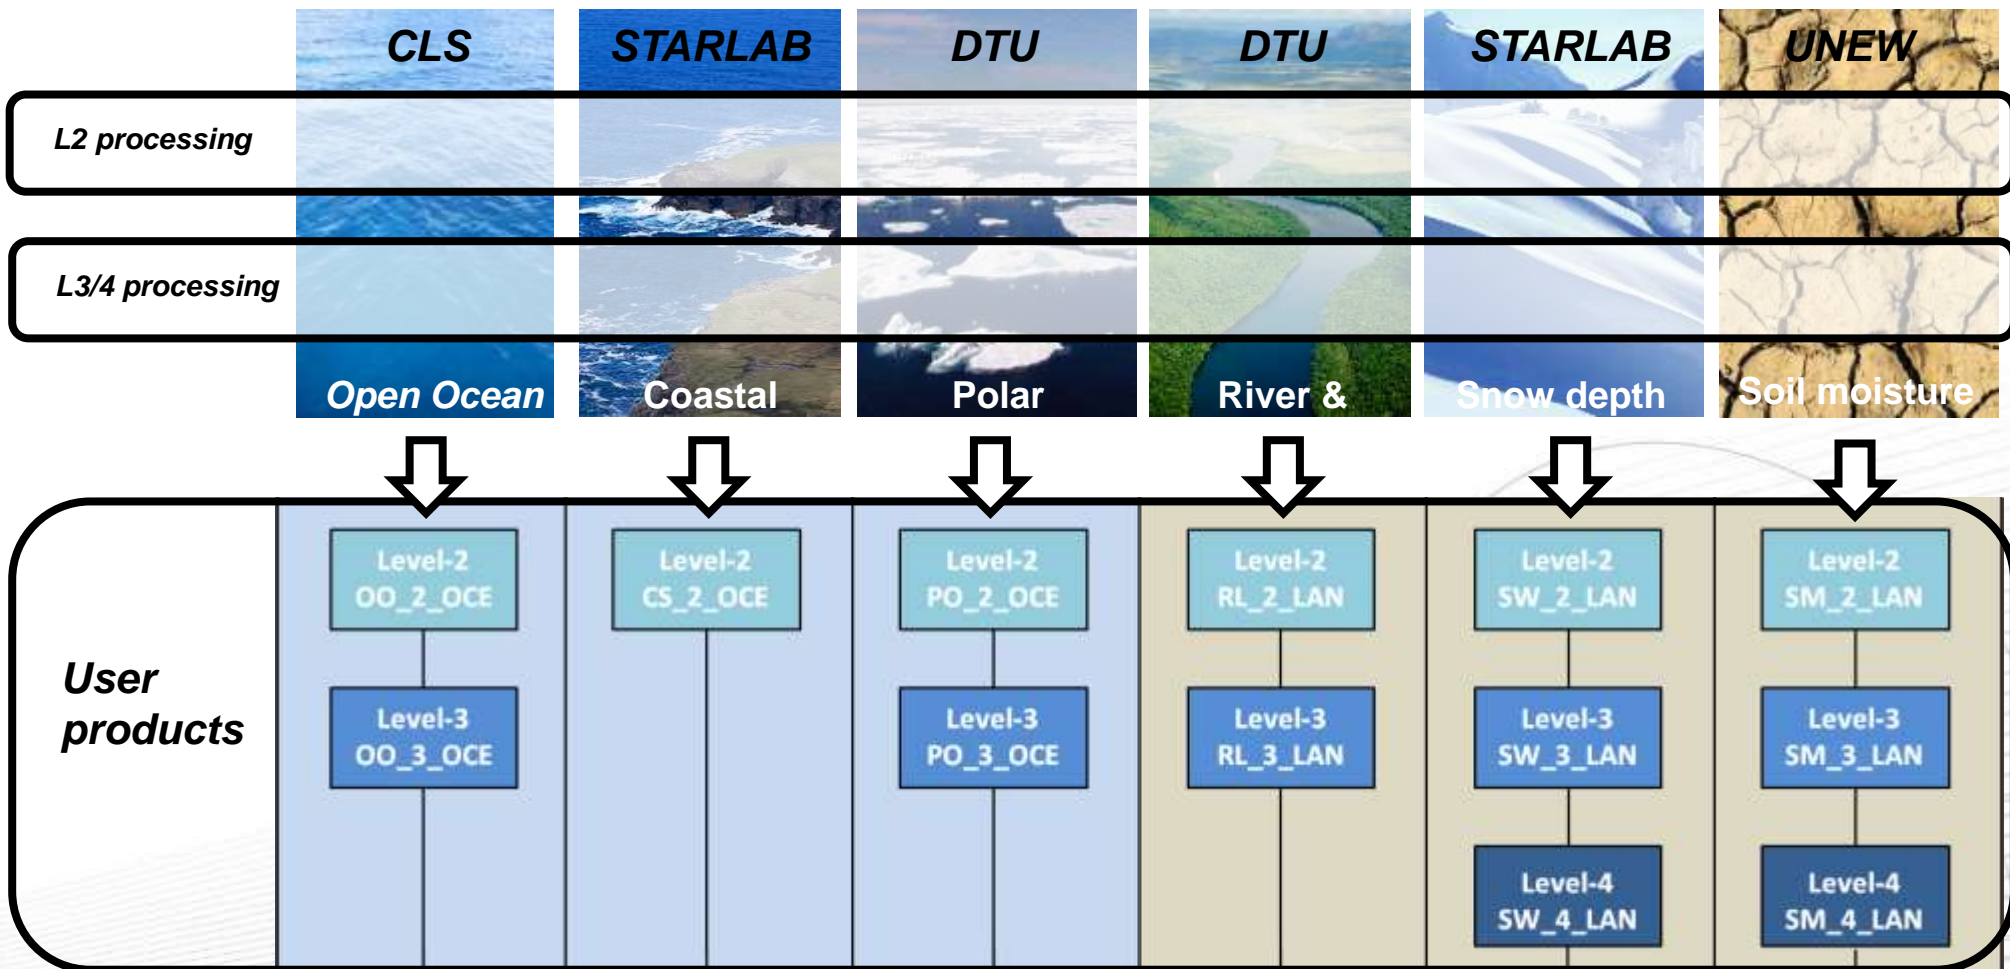 CLS STARLAB DTU DTU STARLAB UNEW
L2 processing
L3/4 processing
Open Ocean Coastal Polar River & Snow depth Soil moisture
Level-2 Level-2 Level-2 Level-2 Level-2 Level-2
OO_2_OCE CS_2_OCE PO_2_OCE RL_2_LAN SW_2_LAN SM_2_LAN
User
products
Level-3 Level-3 Level-3 Level-3 Level-3
OO_3_OCE PO_3_OCE RL_3_LAN SW_3_LAN SM_3_LAN
Level-4 Level-4
SW_4_LAN SM_4_LAN